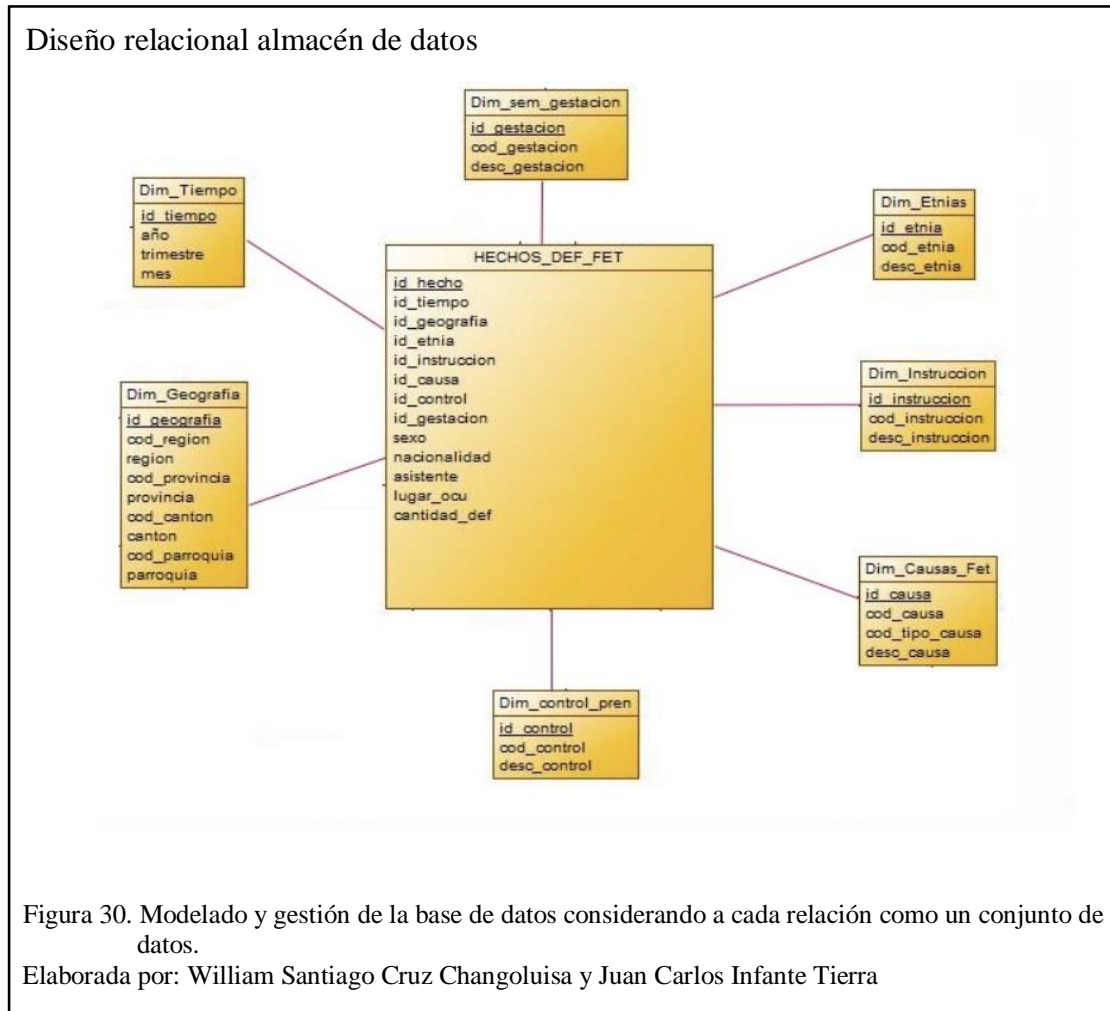 Diseño relacional almacén de datos
Dim_sem_gestacion
id_gestacion
cod_gestacion
desc_gestacion
Dim_Tiempo
id_tiempo
año
trimestre
mes
Dim_Etnias
id_etnia
cod_etnia
desc_etnia
HECHOS_DEF_FET
id_hecho
id_tiempo
id_geografia
id_etnia
id_instruccion
id_causa
id_control
id_gestacion
sexo
nacionalidad
asistente
lugar_ocu
cantidad_def
Dim_Geografia
id_geografia
cod_region
region
cod_provincia
provincia
cod_canton
canton
cod_parroquia
parroquia
Dim_Instruccion
id_instruccion
cod_instruccion
desc_instruccion
Dim_Causas_Fet
id_causa
cod_causa
cod_tipo_causa
desc_causa
Dim_control_pren
id_control
cod_control
desc_control
Figura 30. Modelado y gestión de la base de datos considerando a cada relación como un conjunto de
datos.
Elaborada por: William Santiago Cruz Changoluisa y Juan Carlos Infante Tierra